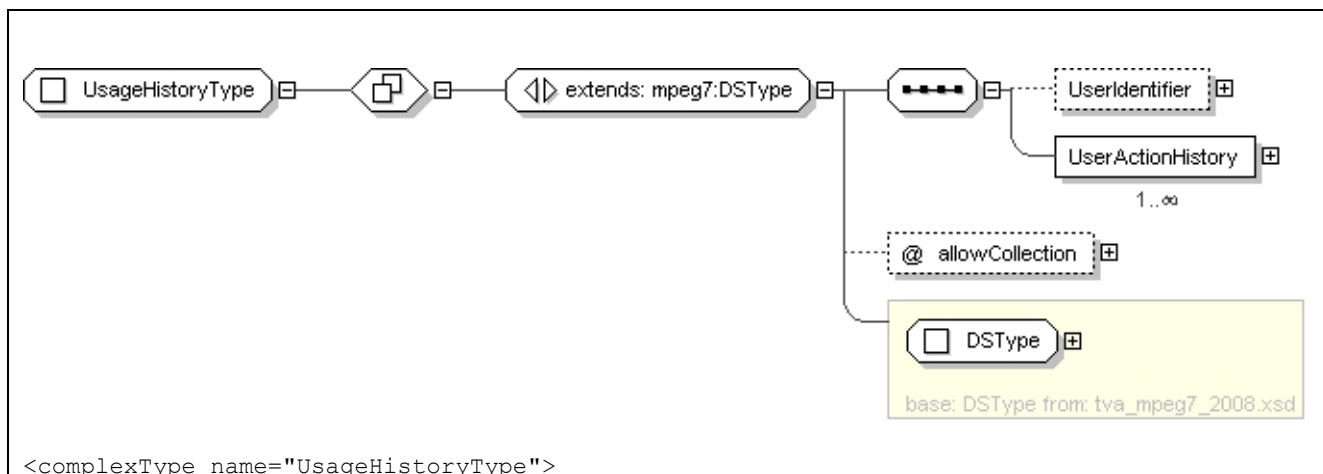 UsageHistoryType
extends: mpeg7:DSType
UserIdentifier
UserActionHistory
1..∞
@ allowCollection
DSType
base: DSType from: tva_mpeg7_2008.xsd
<complexType name="UsageHistoryType">